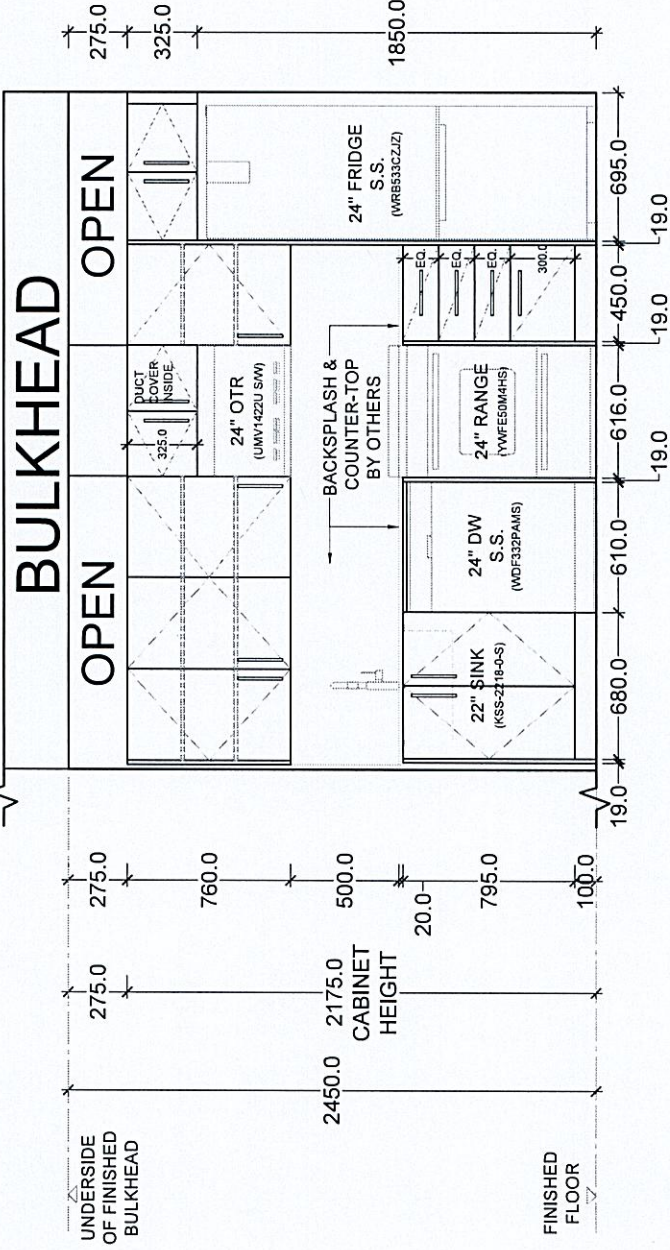 BULKHEAD
OPEN
OPEN
275.0
325.0
1850.0
DUCT
COVER
INSIDE
325.0
24" OTR
(UMV1422U S/W)
24" FRIDGE
S.S.
(WRB533CZJZ)
BACKSPLASH &
COUNTER-TOP
BY OTHERS
22" SINK
(KSS-2218-0-S)
24" DW
S.S.
(WDF332PAMS)
24" RANGE
(YWFE50M4HS)
EQ.
EQ.
EQ.
300.0
19.0
680.0
610.0
616.0
450.0
695.0
19.0
19.0
19.0
275.0
760.0
500.0
20.0
795.0
100.0
275.0
2175.0
CABINET
HEIGHT
2450.0
UNDERSIDE
OF FINISHED
BULKHEAD
FINISHED
FLOOR